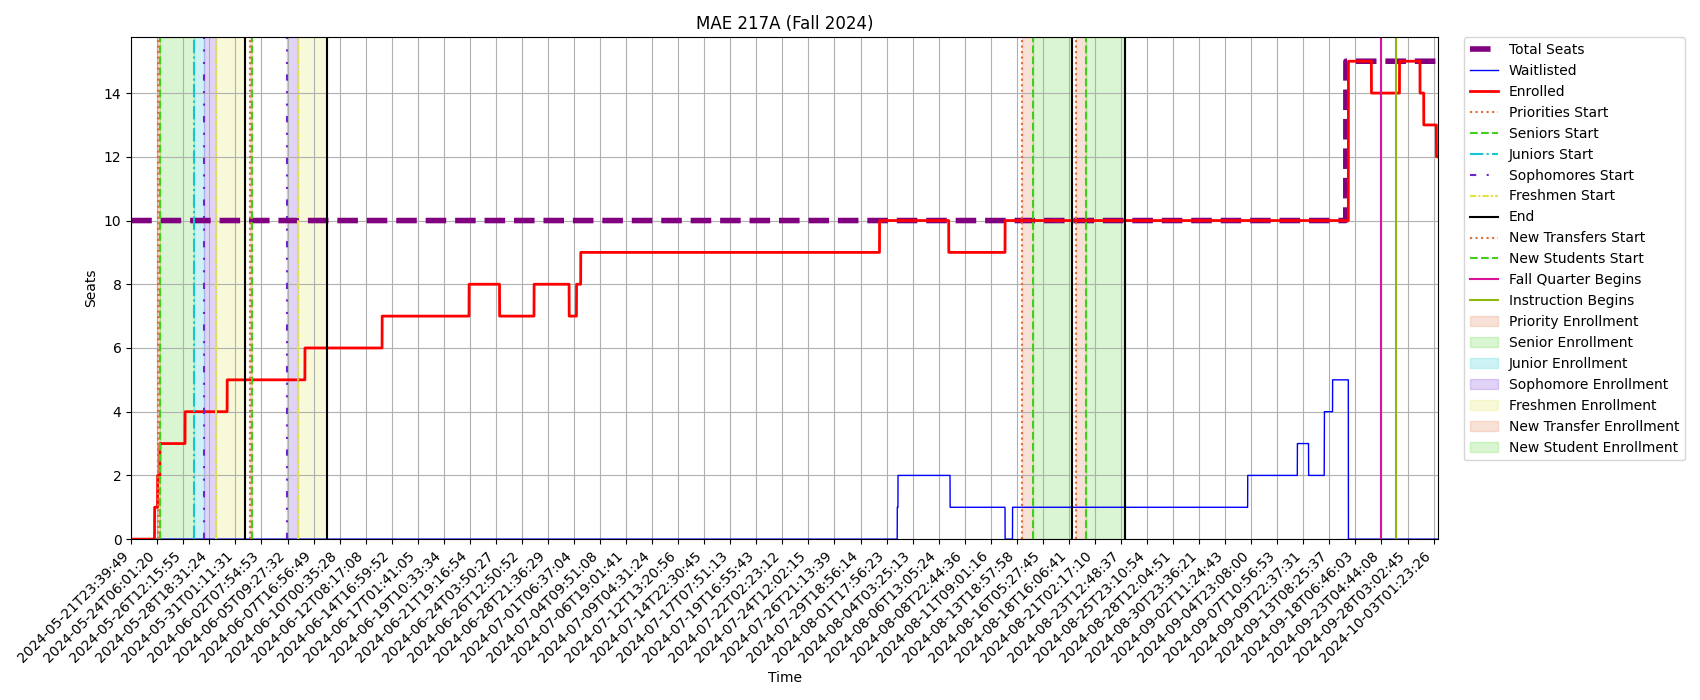 MAE 217A (Fall 2024)
Seats
14
12
10
8
6
4
2
0
2024-05-21T23:39:49
2024-05-24T06:01:20
2024-05-26T12:15:55
2024-05-28T18:31:24
2024-05-31T01:11:31
2024-06-02T07:54:53
2024-06-05T09:27:32
2024-06-07T16:56:49
2024-06-10T00:35:28
2024-06-12T08:17:08
2024-06-14T16:59:52
2024-06-17T01:41:05
2024-06-19T10:33:34
2024-06-21T19:16:54
2024-06-24T03:50:27
2024-06-26T12:50:52
2024-06-28T21:36:29
2024-07-01T06:37:04
2024-07-04T09:51:08
2024-07-06T19:01:41
2024-07-09T04:31:24
2024-07-12T13:20:56
2024-07-14T22:30:45
2024-07-17T07:51:13
2024-07-19T16:55:43
2024-07-22T02:23:12
2024-07-24T12:02:15
2024-07-26T21:13:39
2024-07-29T18:56:14
2024-08-01T17:56:23
2024-08-04T03:25:13
2024-08-06T13:05:24
2024-08-08T22:44:36
2024-08-11T09:01:16
2024-08-13T18:57:58
2024-08-16T05:27:45
2024-08-18T16:06:41
2024-08-21T02:17:10
2024-08-23T12:48:37
2024-08-25T23:10:54
2024-08-28T12:04:51
2024-08-30T23:36:21
2024-09-02T11:24:43
2024-09-04T23:08:00
2024-09-07T10:56:53
2024-09-09T22:37:31
2024-09-13T08:25:37
2024-09-18T06:46:03
2024-09-23T04:44:08
2024-09-28T03:02:45
2024-10-03T01:23:26
Time
Total Seats
Waitlisted
Enrolled
Priorities Start
Seniors Start
Juniors Start
Sophomores Start
Freshmen Start
End
New Transfers Start
New Students Start
Fall Quarter Begins
Instruction Begins
Priority Enrollment
Senior Enrollment
Junior Enrollment
Sophomore Enrollment
Freshmen Enrollment
New Transfer Enrollment
New Student Enrollment